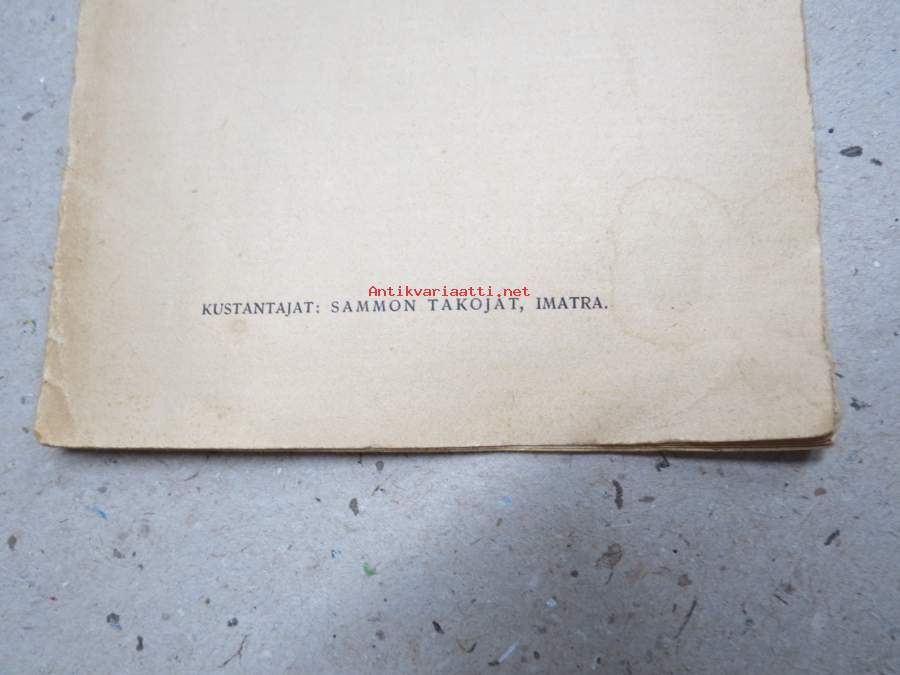 Antikvariaatti.net
KUSTANTAJAT: SAMMON TAKOJAT, IMATRA.